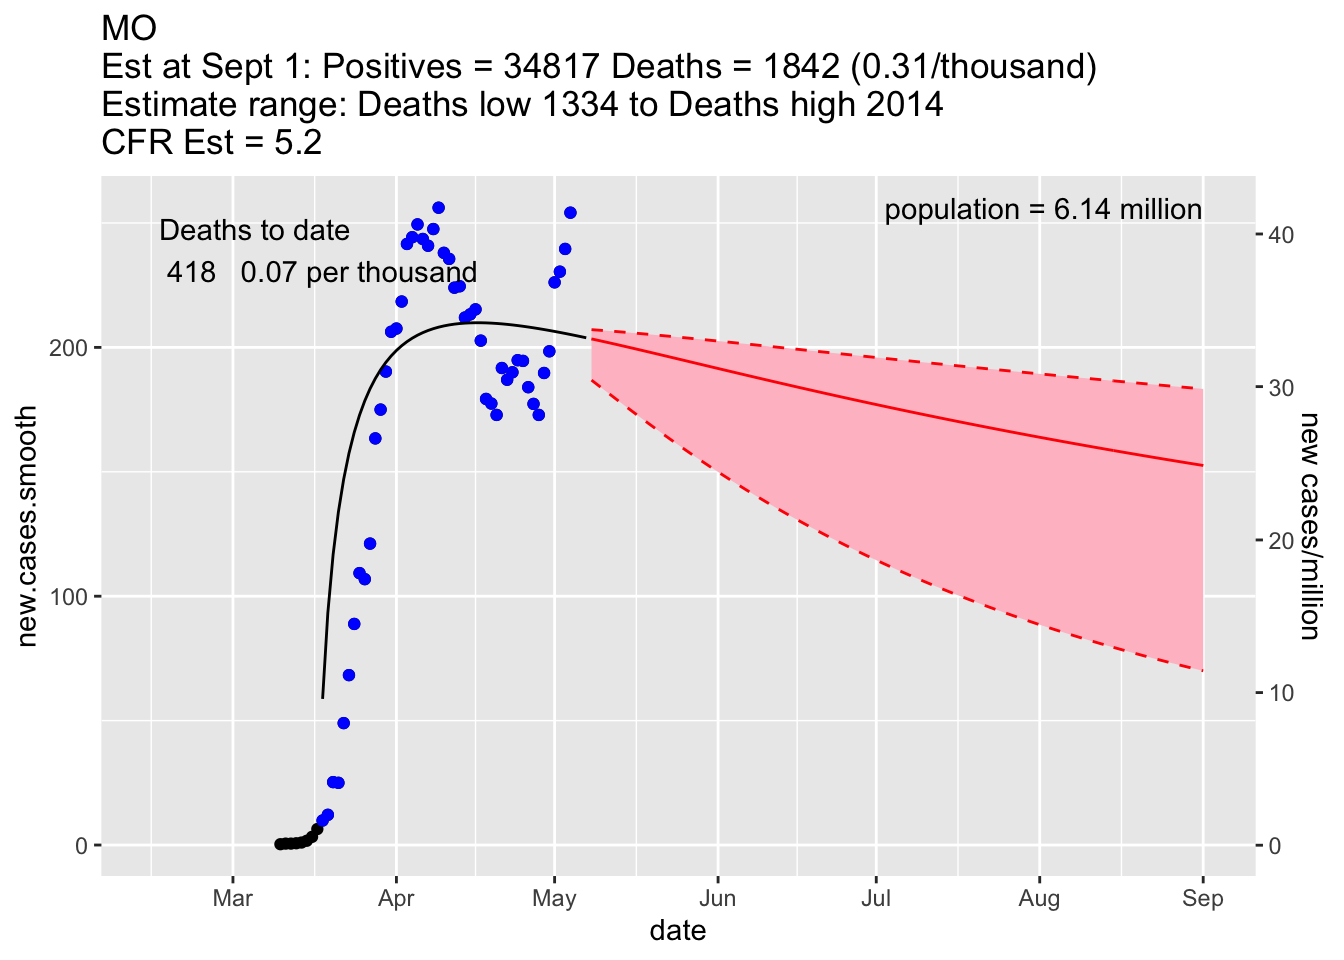 MO
Est at Sept 1: Positives = 34817 Deaths = 1842 (0.31/thousand)
Estimate range: Deaths low 1334 to Deaths high 2014
CFR Est = 5.2
Deaths to date
418 0.07 per thousand
population = 6.14 million
new.cases.smooth
200
100
0
40
30
20
10
0
new cases/million
Mar Apr May Jun Jul Aug Sep
date